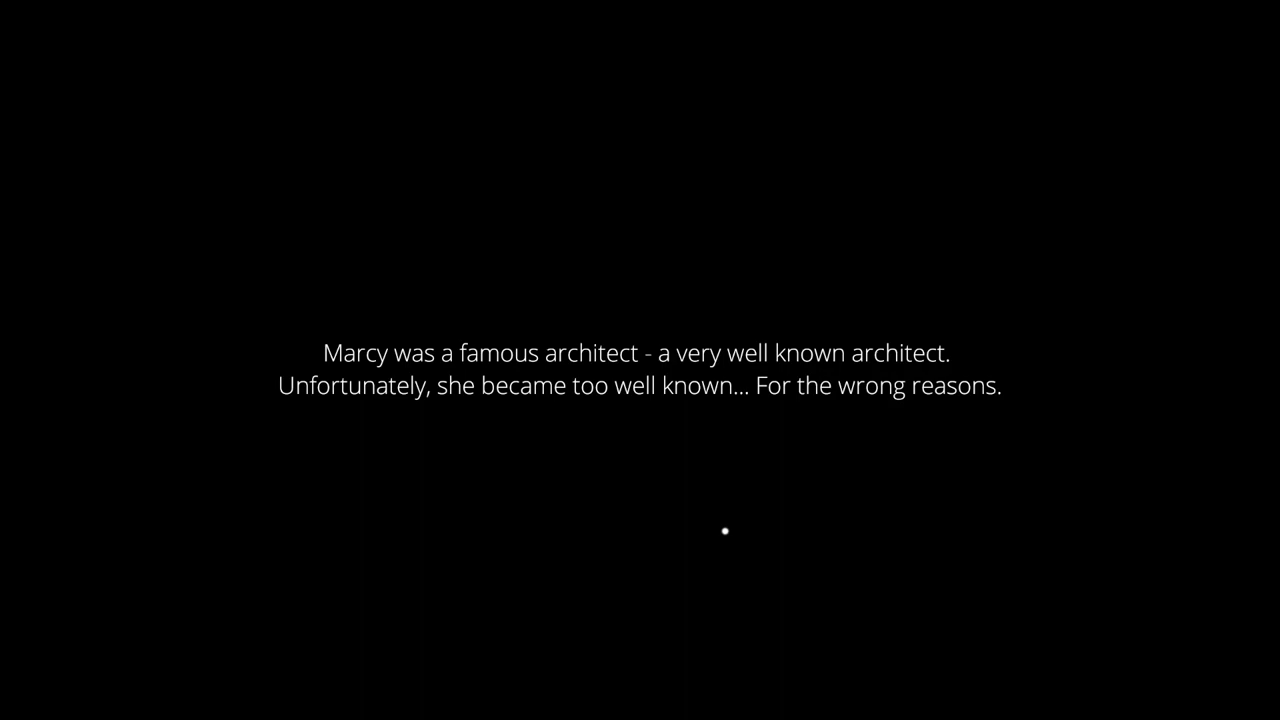 Marcy was a famous architect - a very well known architect.
Unfortunately, she became too well known... For the wrong reasons.